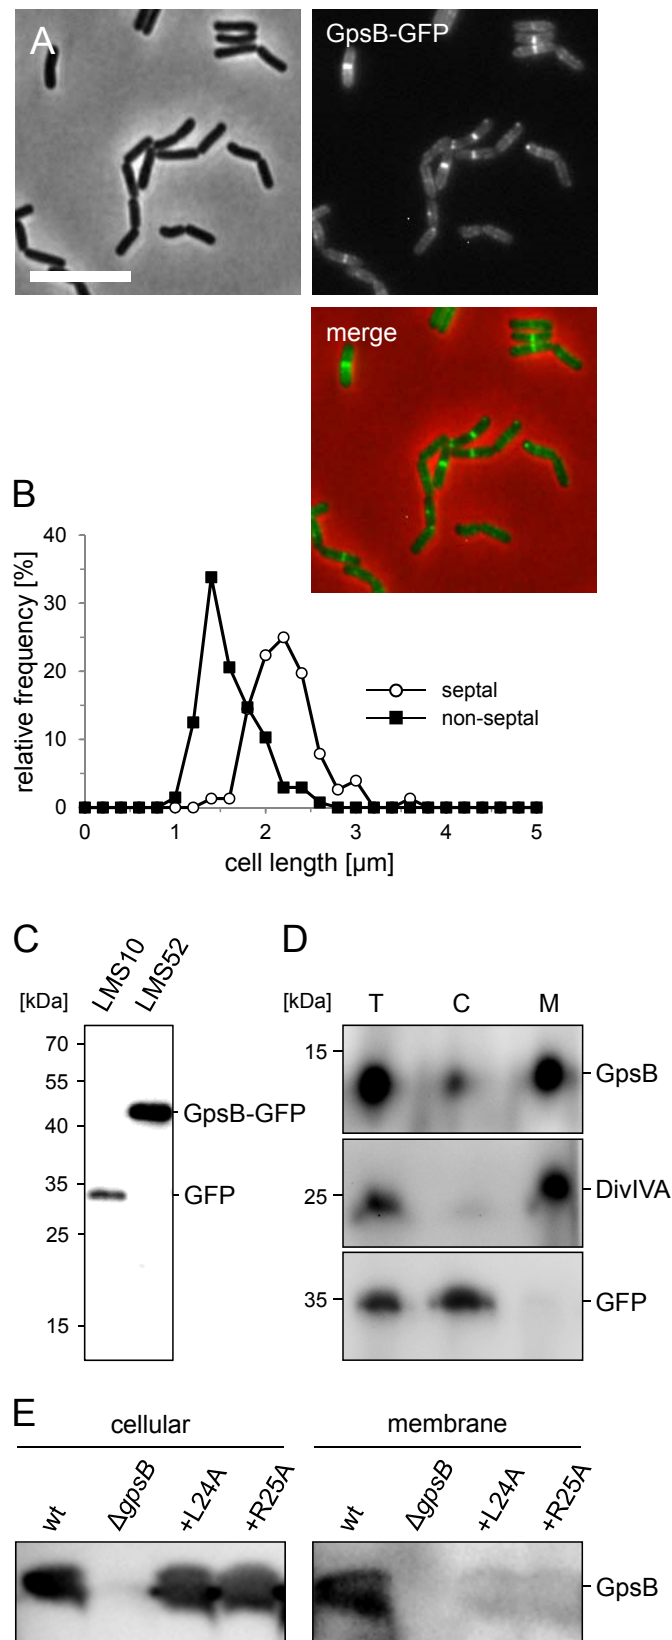 A
GpsB-GFP
merge
B
relative frequency [%]
40
30
20
10
0
septal
non-septal
0 1 2 3 4 5
cell length [µm]
C
LMS10
LMS52
[kDa]
70
55
40
35
25
15
GpsB-GFP
GFP
D
[kDa]
T C M
15
GpsB
25
DivIVA
35
GFP
E
cellular
membrane
wt ΔgpsB +L24A +R25A
wt ΔgpsB +L24A +R25A
GpsB